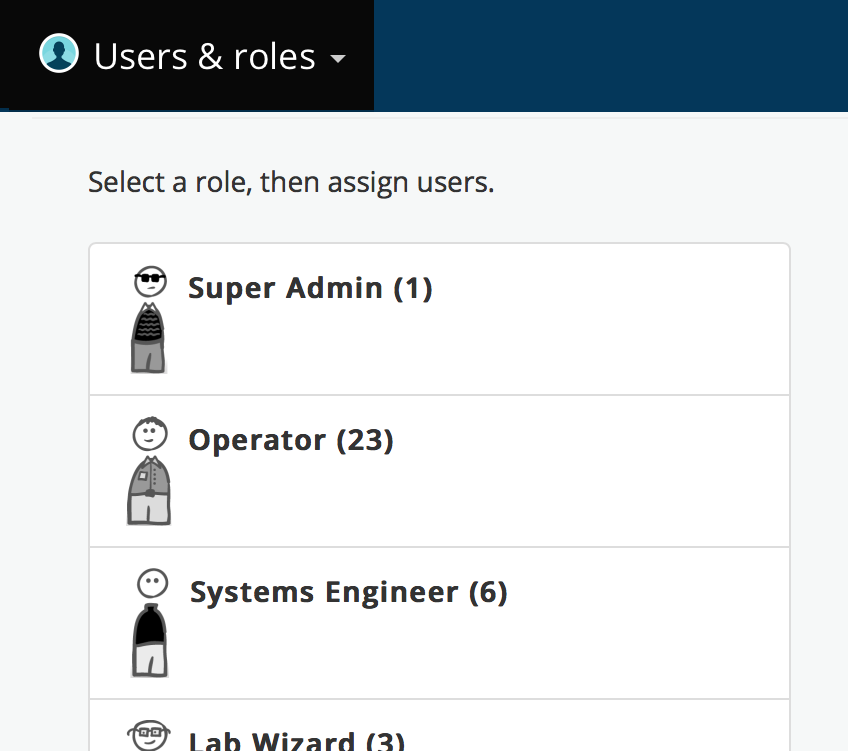 Users & roles
Select a role, then assign users.
Super Admin (1)
Operator (23)
Systems Engineer (6)
Lab Wizard (3)